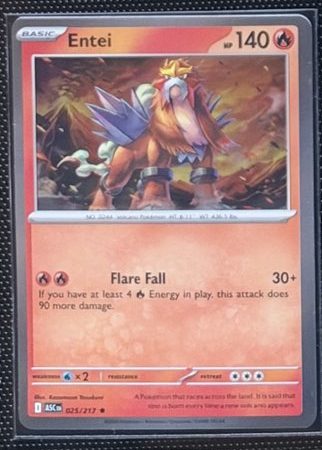 BASIC
Entei
HP 140
NO. 0244 Volcano Pokémon HT: 6'11" WT: 436.5 lbs.
Flare Fall 30+
If you have at least 4 Energy in play, this attack does
90 more damage.
weakness ×2 resistance retreat
Illus.
I ASC EN 025/217 ★
A Pokémon that races across the land. It is said that
one is born every time a new volcano appears.